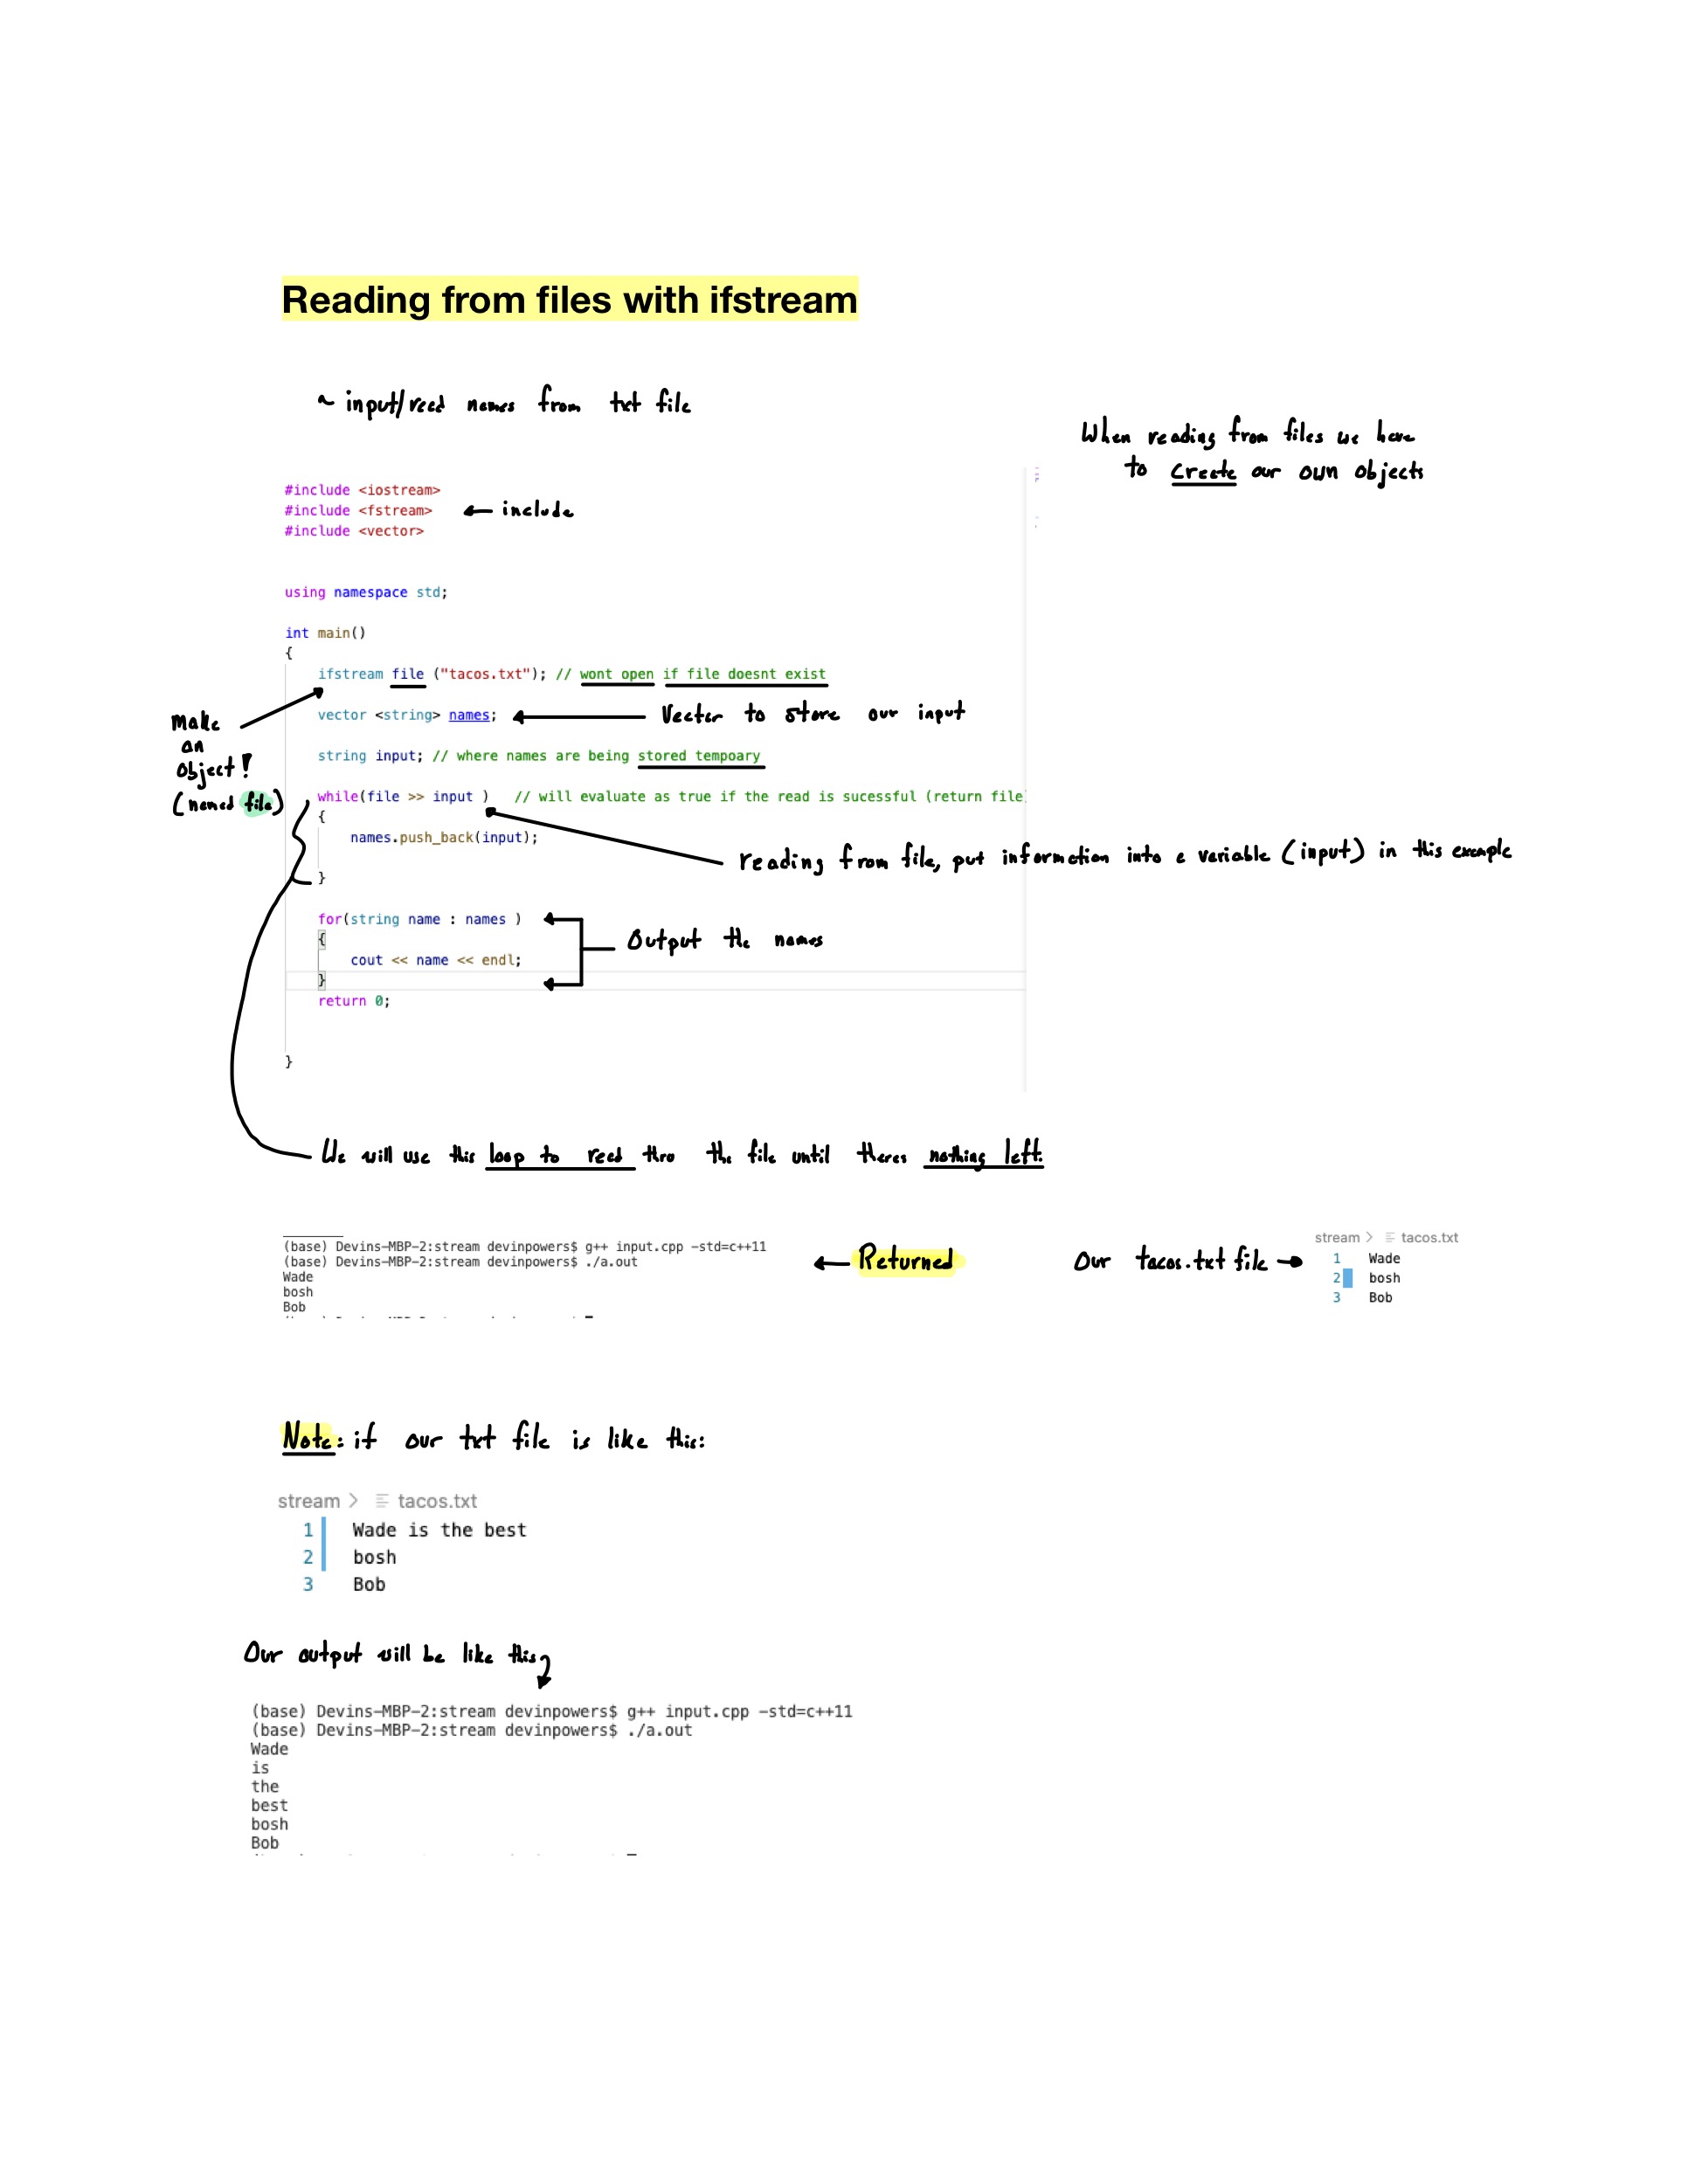 Reading from files with ifstream
~ input/read names from txt file
When reading from files we have
to create our own objects
#include <iostream>
#include <fstream>
← include
#include <vector>
using namespace std;
int main()
{
ifstream file ("tacos.txt"); // wont open if file doesnt exist
vector <string> names;
Vector to store our input
Make
an
object!
(named file)
string input; // where names are being stored tempoary
while(file >> input ) // will evaluate as true if the read is sucessful (return file)
{
names.push_back(input);
reading from file, put information into a variable (input) in this example
}
for(string name : names )
{
Output the names
cout << name << endl;
}
return 0;
}
We will use this loop to read thro the file until theres nothing left.
(base) Devins-MBP-2:stream devinpowers$ g++ input.cpp -std=c++11
(base) Devins-MBP-2:stream devinpowers$ ./a.out
Wade
bosh
Bob
← Returned
Our tacos.txt file →
stream > tacos.txt
1 Wade
2 bosh
3 Bob
Note: if our txt file is like this:
stream > tacos.txt
1 Wade is the best
2 bosh
3 Bob
Our output will be like this
(base) Devins-MBP-2:stream devinpowers$ g++ input.cpp -std=c++11
(base) Devins-MBP-2:stream devinpowers$ ./a.out
Wade
is
the
best
bosh
Bob